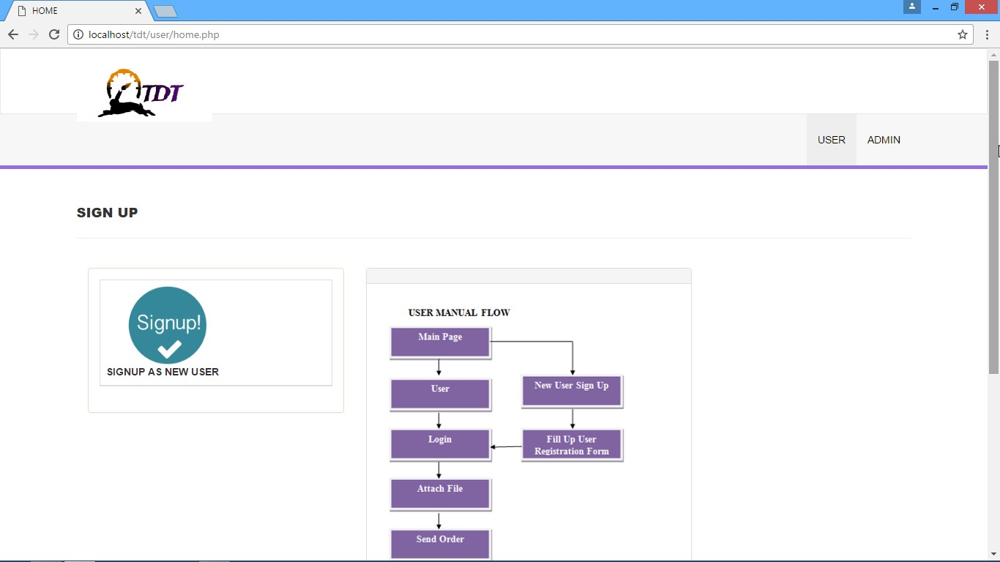 HOME
localhost/tdt/user/home.php
TDT
USER
ADMIN
SIGN UP
Signup!
SIGNUP AS NEW USER
USER MANUAL FLOW
Main Page
User
New User Sign Up
Login
Fill Up User
Registration Form
Attach File
Send Order